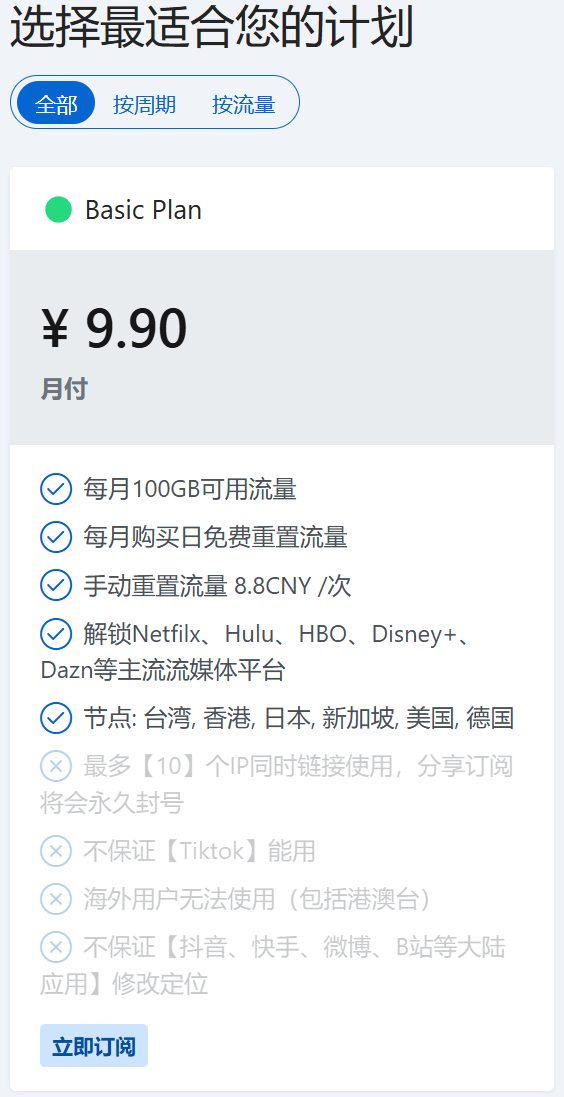 选择最适合您的计划
全部 按周期 按流量
Basic Plan
¥ 9.90
月付
每月100GB可用流量
每月购买日免费重置流量
手动重置流量 8.8CNY /次
解锁Netfilx、Hulu、HBO、Disney+、
Dazn等主流流媒体平台
节点: 台湾, 香港, 日本, 新加坡, 美国, 德国
最多【10】个IP同时链接使用，分享订阅
将会永久封号
不保证【Tiktok】能用
海外用户无法使用（包括港澳台）
不保证【抖音、快手、微博、B站等大陆
应用】修改定位
立即订阅